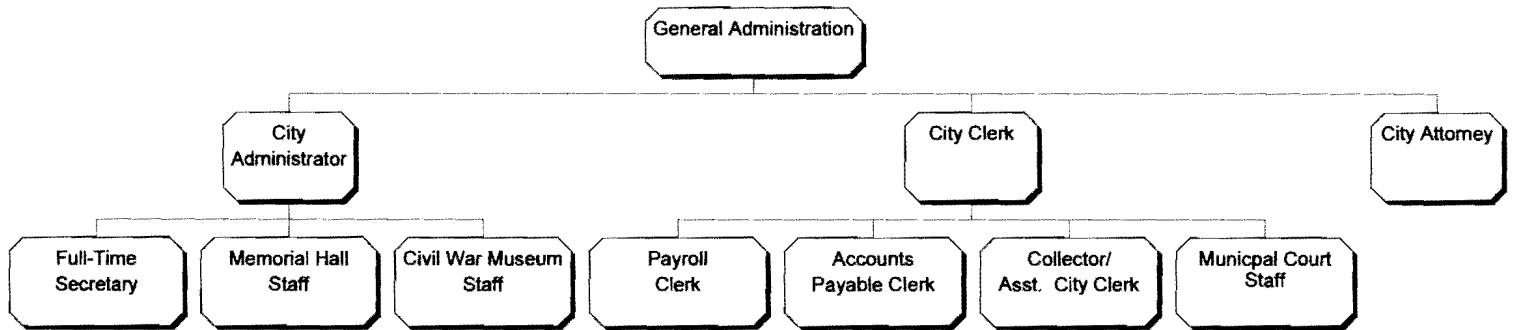 General Administration
City
Administrator
City Clerk
City Attorney
Full-Time
Secretary
Memorial Hall
Staff
Civil War Museum
Staff
Payroll
Clerk
Accounts
Payable Clerk
Collector/
Asst. City Clerk
Municpal Court
Staff